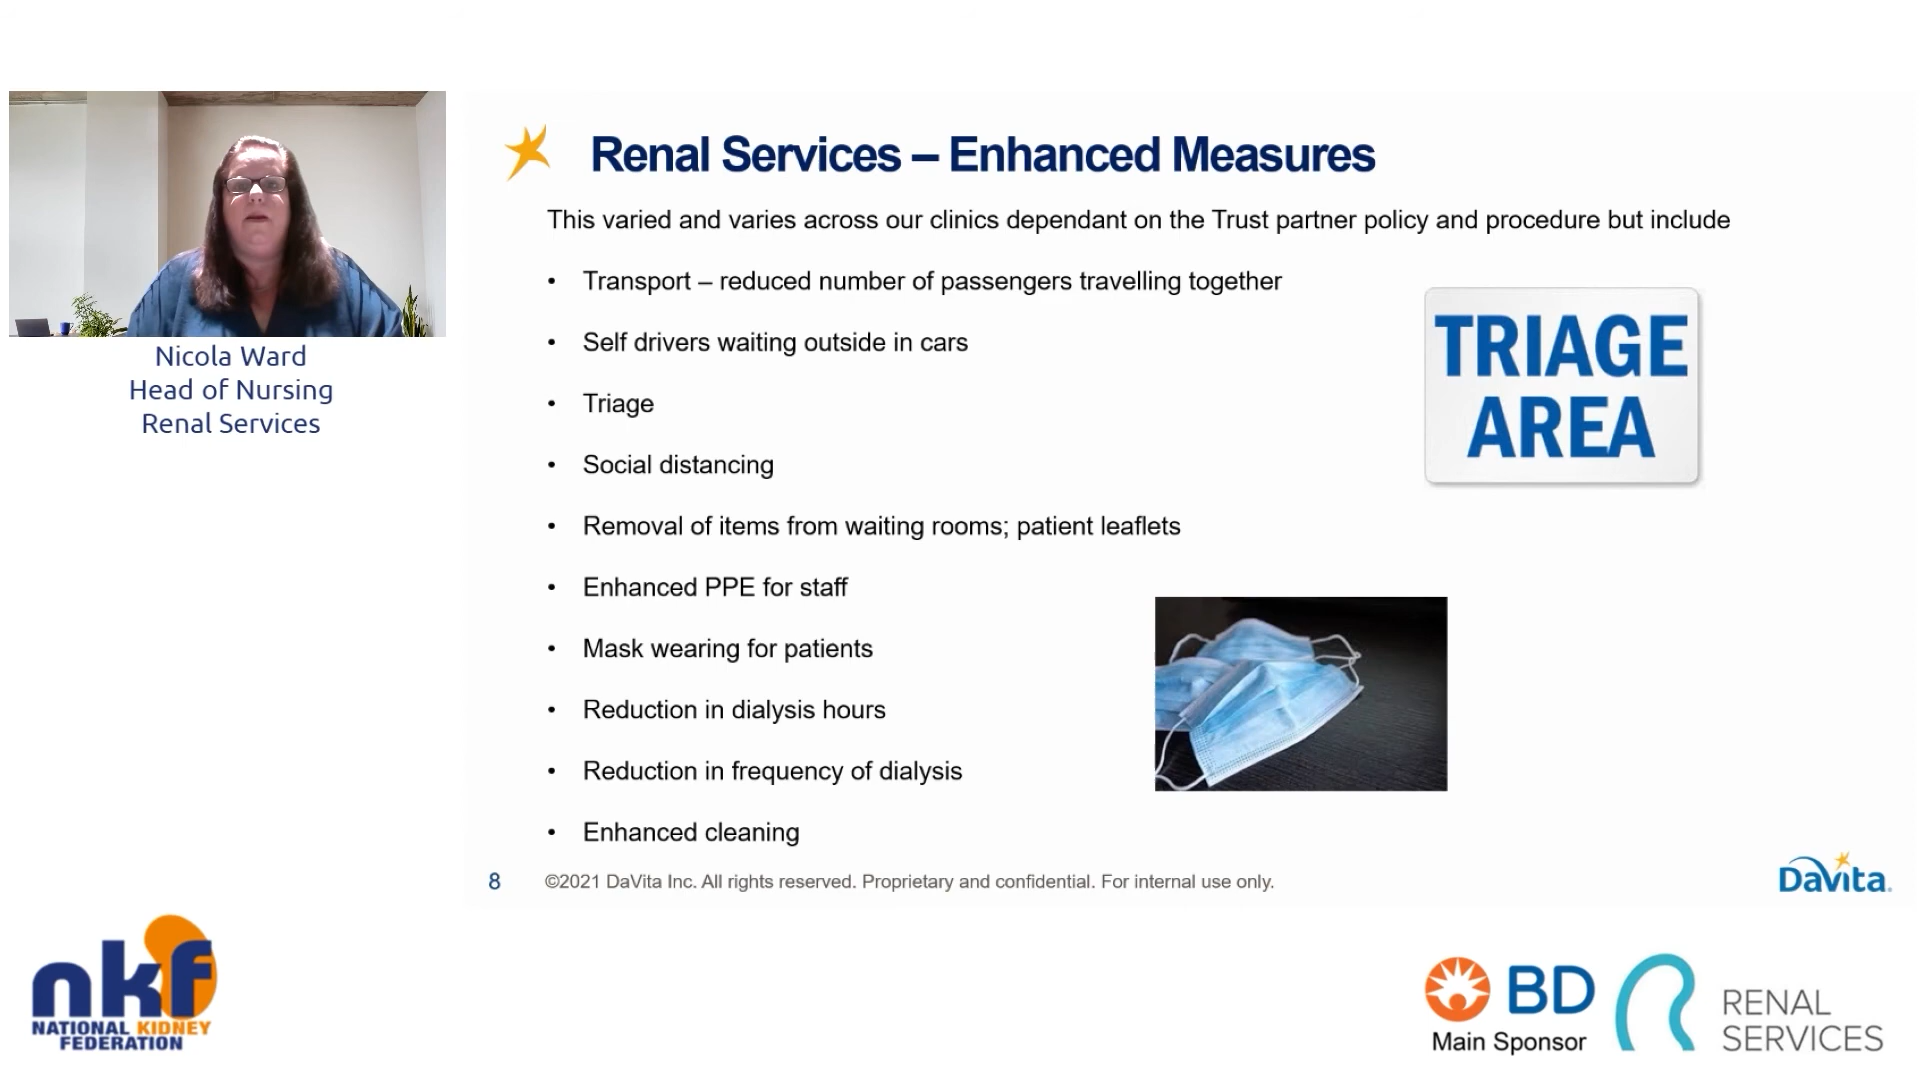 Nicola Ward
Head of Nursing
Renal Services
Renal Services – Enhanced Measures
This varied and varies across our clinics dependant on the Trust partner policy and procedure but include
• Transport – reduced number of passengers travelling together
• Self drivers waiting outside in cars
• Triage
• Social distancing
• Removal of items from waiting rooms; patient leaflets
• Enhanced PPE for staff
• Mask wearing for patients
• Reduction in dialysis hours
• Reduction in frequency of dialysis
• Enhanced cleaning
TRIAGE
AREA
8 ©2021 DaVita Inc. All rights reserved. Proprietary and confidential. For internal use only.
DaVita.
nkf
NATIONAL KIDNEY
FEDERATION
BD
Main Sponsor
RENAL
SERVICES